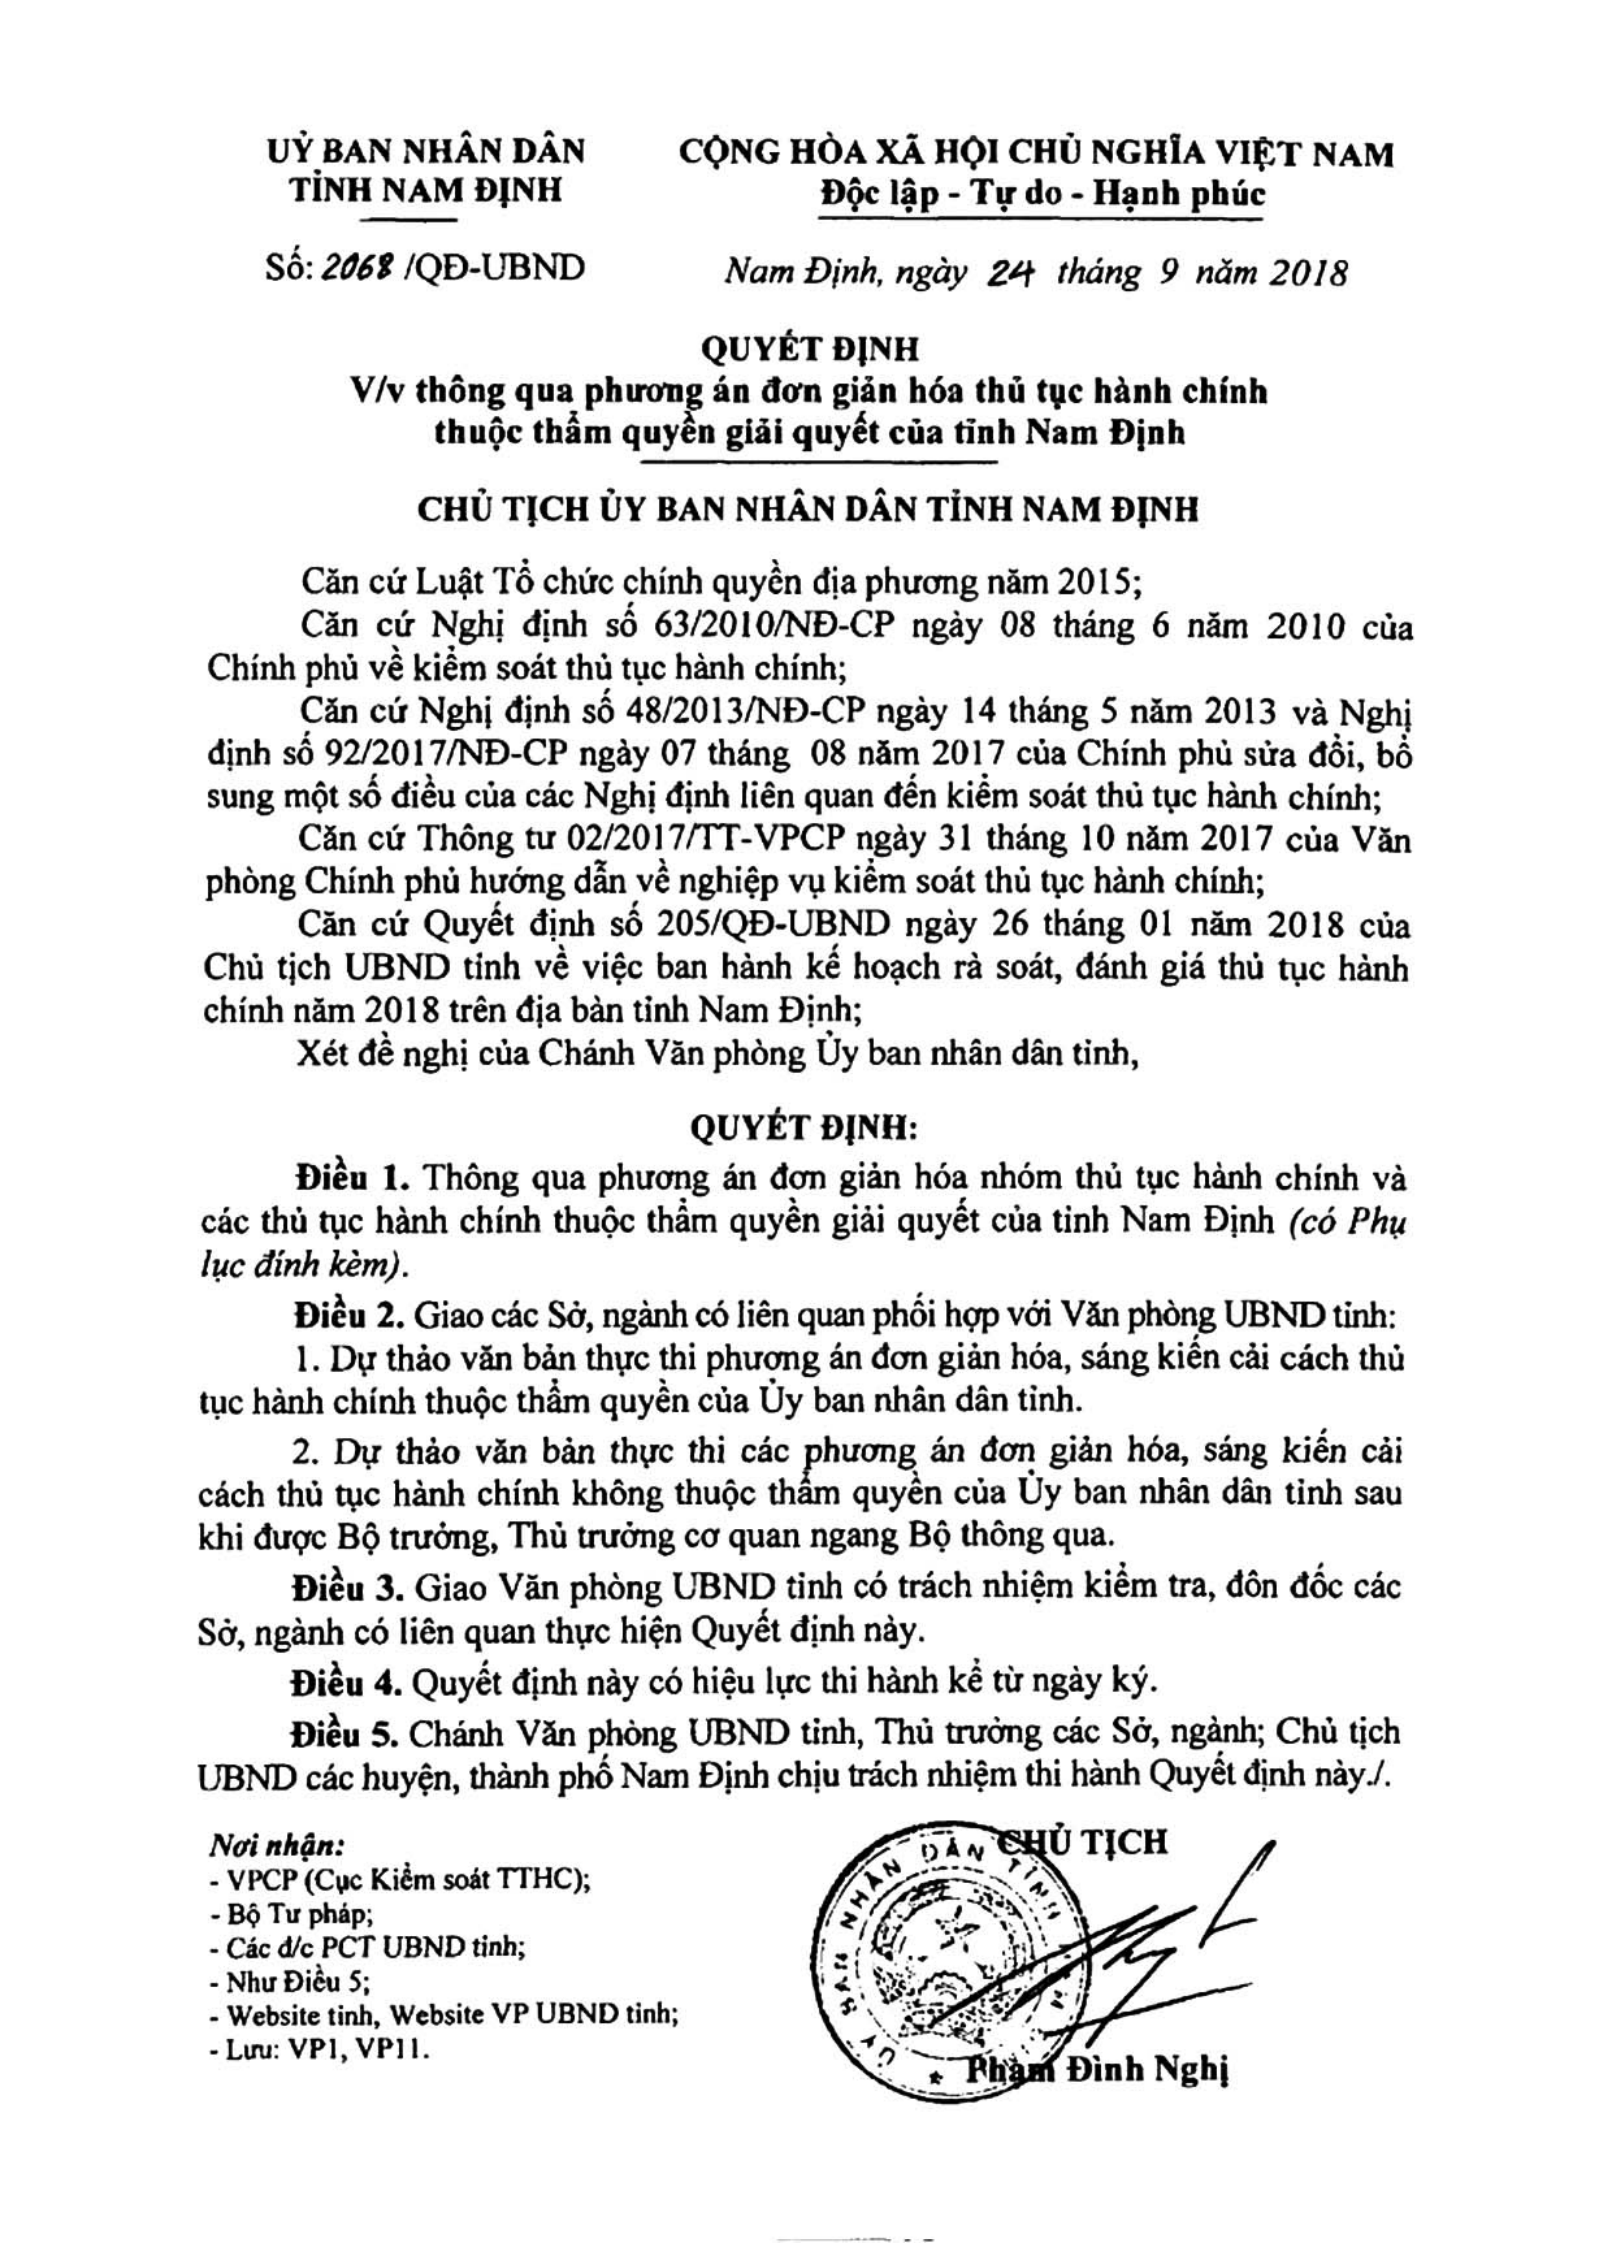 UỶ BAN NHÂN DÂN
TỈNH NAM ĐỊNH
CỘNG HÒA XÃ HỘI CHỦ NGHĨA VIỆT NAM
Độc lập - Tự do - Hạnh phúc
Số: 2068 /QĐ-UBND
Nam Định, ngày 24 tháng 9 năm 2018
QUYẾT ĐỊNH
V/v thông qua phương án đơn giản hóa thủ tục hành chính
thuộc thẩm quyền giải quyết của tỉnh Nam Định
CHỦ TỊCH ỦY BAN NHÂN DÂN TỈNH NAM ĐỊNH
Căn cứ Luật Tổ chức chính quyền địa phương năm 2015;
Căn cứ Nghị định số 63/2010/NĐ-CP ngày 08 tháng 6 năm 2010 của
Chính phủ về kiểm soát thủ tục hành chính;
Căn cứ Nghị định số 48/2013/NĐ-CP ngày 14 tháng 5 năm 2013 và Nghị
định số 92/2017/NĐ-CP ngày 07 tháng 08 năm 2017 của Chính phủ sửa đổi, bổ
sung một số điều của các Nghị định liên quan đến kiểm soát thủ tục hành chính;
Căn cứ Thông tư 02/2017/TT-VPCP ngày 31 tháng 10 năm 2017 của Văn
phòng Chính phủ hướng dẫn về nghiệp vụ kiểm soát thủ tục hành chính;
Căn cứ Quyết định số 205/QĐ-UBND ngày 26 tháng 01 năm 2018 của
Chủ tịch UBND tỉnh về việc ban hành kế hoạch rà soát, đánh giá thủ tục hành
chính năm 2018 trên địa bàn tỉnh Nam Định;
Xét đề nghị của Chánh Văn phòng Ủy ban nhân dân tỉnh,
QUYẾT ĐỊNH:
Điều 1. Thông qua phương án đơn giản hóa nhóm thủ tục hành chính và
các thủ tục hành chính thuộc thẩm quyền giải quyết của tỉnh Nam Định (có Phụ
lục đính kèm).
Điều 2. Giao các Sở, ngành có liên quan phối hợp với Văn phòng UBND tỉnh:
1. Dự thảo văn bản thực thi phương án đơn giản hóa, sáng kiến cải cách thủ
tục hành chính thuộc thẩm quyền của Ủy ban nhân dân tỉnh.
2. Dự thảo văn bản thực thi các phương án đơn giản hóa, sáng kiến cải
cách thủ tục hành chính không thuộc thẩm quyền của Ủy ban nhân dân tỉnh sau
khi được Bộ trưởng, Thủ trưởng cơ quan ngang Bộ thông qua.
Điều 3. Giao Văn phòng UBND tỉnh có trách nhiệm kiểm tra, đôn đốc các
Sở, ngành có liên quan thực hiện Quyết định này.
Điều 4. Quyết định này có hiệu lực thi hành kể từ ngày ký.
Điều 5. Chánh Văn phòng UBND tỉnh, Thủ trưởng các Sở, ngành; Chủ tịch
UBND các huyện, thành phố Nam Định chịu trách nhiệm thi hành Quyết định này./.
Nơi nhận:
- VPCP (Cục Kiểm soát TTHC);
- Bộ Tư pháp;
- Các đ/c PCT UBND tỉnh;
- Như Điều 5;
- Website tỉnh, Website VP UBND tỉnh;
- Lưu: VP1, VP11.
CHỦ TỊCH
ỦY BAN NHÂN DÂN TỈNH
Phạm Đình Nghị